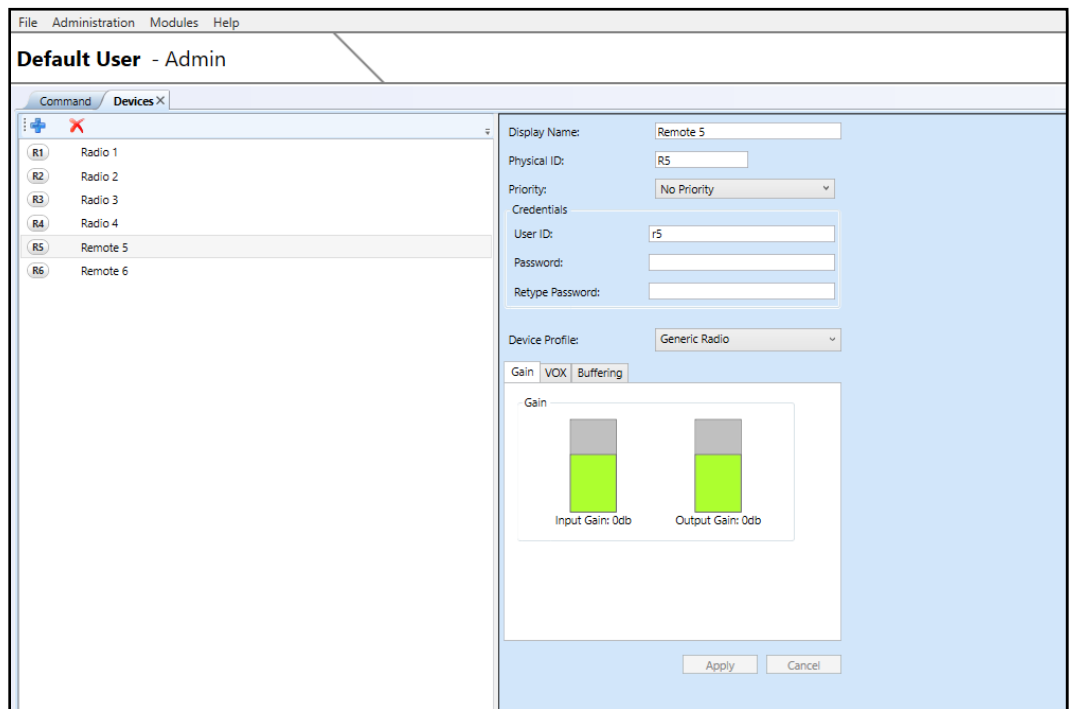 File Administration Modules Help
Default User - Admin
Command Devices
R1 Radio 1
R2 Radio 2
R3 Radio 3
R4 Radio 4
R5 Remote 5
R6 Remote 6
Display Name: Remote 5
Physical ID: R5
Priority: No Priority
Credentials
User ID: r5
Password:
Retype Password:
Device Profile: Generic Radio
Gain VOX Buffering
Gain
Input Gain: 0db Output Gain: 0db
Apply Cancel